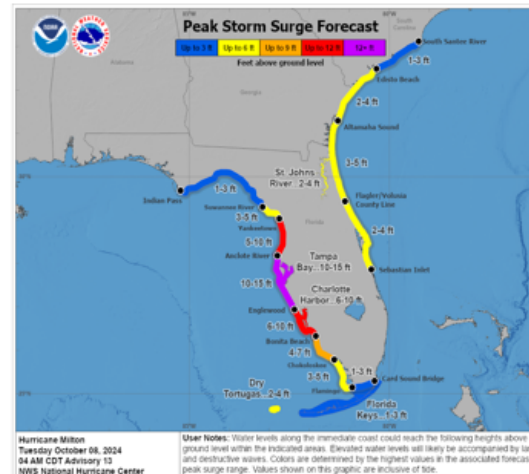 Peak Storm Surge Forecast
Up to 3 ft Up to 6 ft Up to 9 ft Up to 12 ft 12+ ft
Feet above ground level
NOAA
South Carolina
Alabama
Georgia
South Santee River
1-3 ft
Edisto Beach
2-4 ft
Altamaha Sound
3-5 ft
St. Johns
River...2-4 ft
Flagler/Volusia
County Line
1-3 ft
Indian Pass
Suwannee River
3-5 ft
Yankeetown
Florida
2-4 ft
5-10 ft
Anclote River
Tampa
Bay...10-15 ft
Sebastian Inlet
10-15 ft
Charlotte
Harbor...6-10 ft
Englewood
6-10 ft
Bonita Beach
4-7 ft
Chokoloskee
3-5 ft
1-3 ft
Card Sound Bridge
Flamingo
Dry
Tortugas...2-4 ft
Florida
Keys...1-3 ft
Hurricane Milton
Tuesday October 08, 2024
04 AM CDT Advisory 13
NWS National Hurricane Center
User Notes: Water levels along the immediate coast could reach the following heights above
ground level within the indicated areas. Elevated water levels will likely be accompanied by
and destructive waves. Colors are determined by the highest values in the associated
peak surge range. Values shown on this graphic are inclusive of tide.